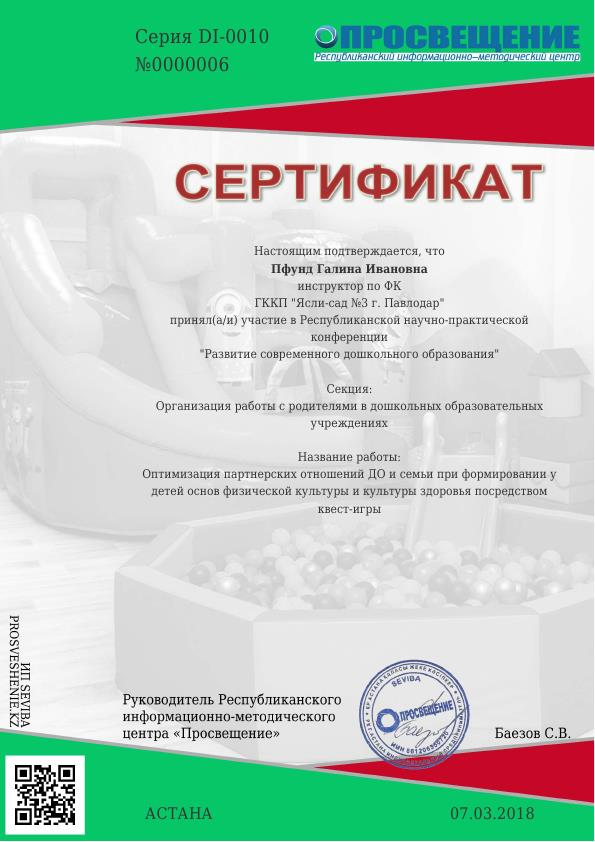 Серия DI-0010
№0000006
ПРОСВЕЩЕНИЕ
Республиканский информационно-методический центр
СЕРТИФИКАТ
Настоящим подтверждается, что
Пфунд Галина Ивановна
инструктор по ФК
ГККП "Ясли-сад №3 г. Павлодар"
принял(а/и) участие в Республиканской научно-практической
конференции
"Развитие современного дошкольного образования"
Секция:
Организация работы с родителями в дошкольных образовательных
учреждениях
Название работы:
Оптимизация партнерских отношений ДО и семьи при формировании у
детей основ физической культуры и культуры здоровья посредством
квест-игры
ИП SEVIBA
PROSVESHENIE.KZ
Руководитель Республиканского
информационно-методического
центра «Просвещение»
SEVIBA
ПРОСВЕЩЕНИЕ
Баезов С.В.
АСТАНА
07.03.2018